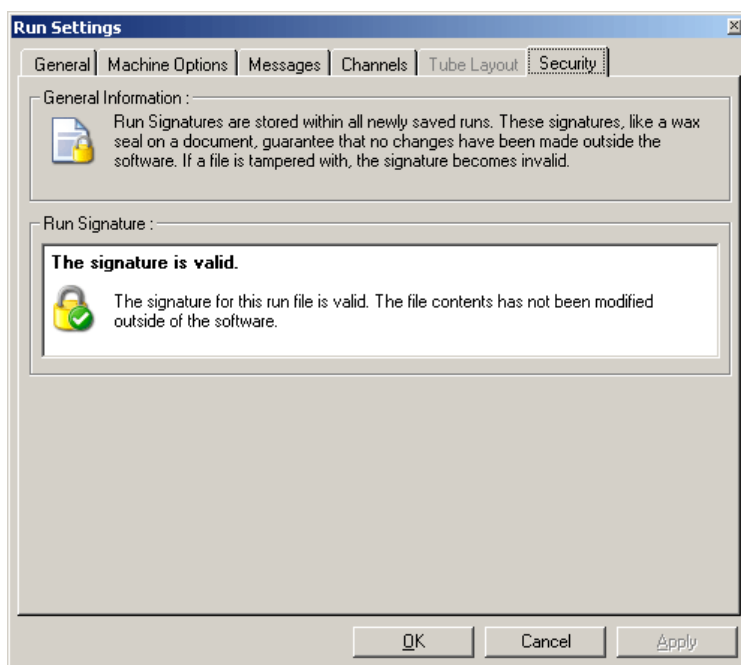 Run Settings
General Machine Options Messages Channels Tube Layout Security
General Information :
Run Signatures are stored within all newly saved runs. These signatures, like a wax
seal on a document, guarantee that no changes have been made outside the
software. If a file is tampered with, the signature becomes invalid.
Run Signature :
The signature is valid.
The signature for this run file is valid. The file contents has not been modified
outside of the software.
OK Cancel Apply